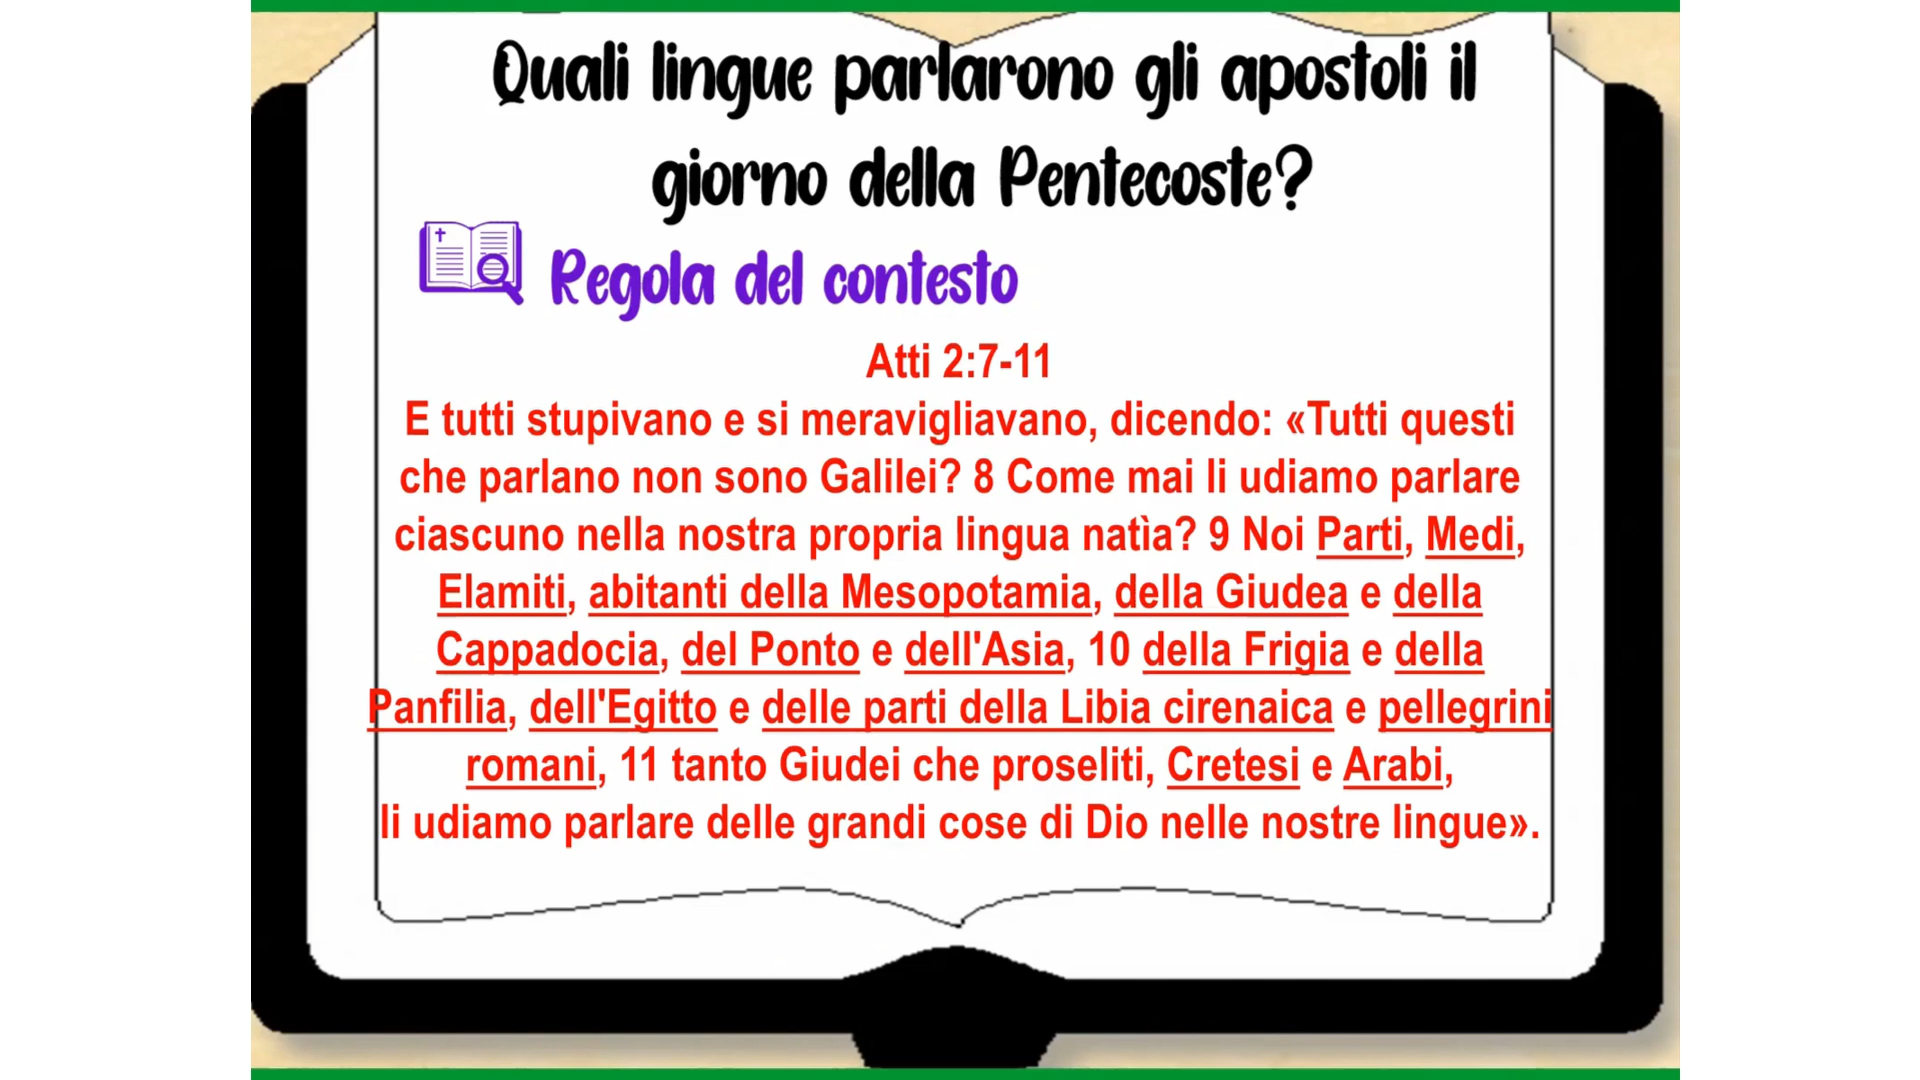 Quali lingue parlarono gli apostoli il
giorno della Pentecoste?
Regola del contesto
Atti 2:7-11
E tutti stupivano e si meravigliavano, dicendo: «Tutti questi
che parlano non sono Galilei? 8 Come mai li udiamo parlare
ciascuno nella nostra propria lingua natìa? 9 Noi Parti, Medi,
Elamiti, abitanti della Mesopotamia, della Giudea e della
Cappadocia, del Ponto e dell'Asia, 10 della Frigia e della
Panfilia, dell'Egitto e delle parti della Libia cirenaica e pellegrini
romani, 11 tanto Giudei che proseliti, Cretesi e Arabi,
li udiamo parlare delle grandi cose di Dio nelle nostre lingue».